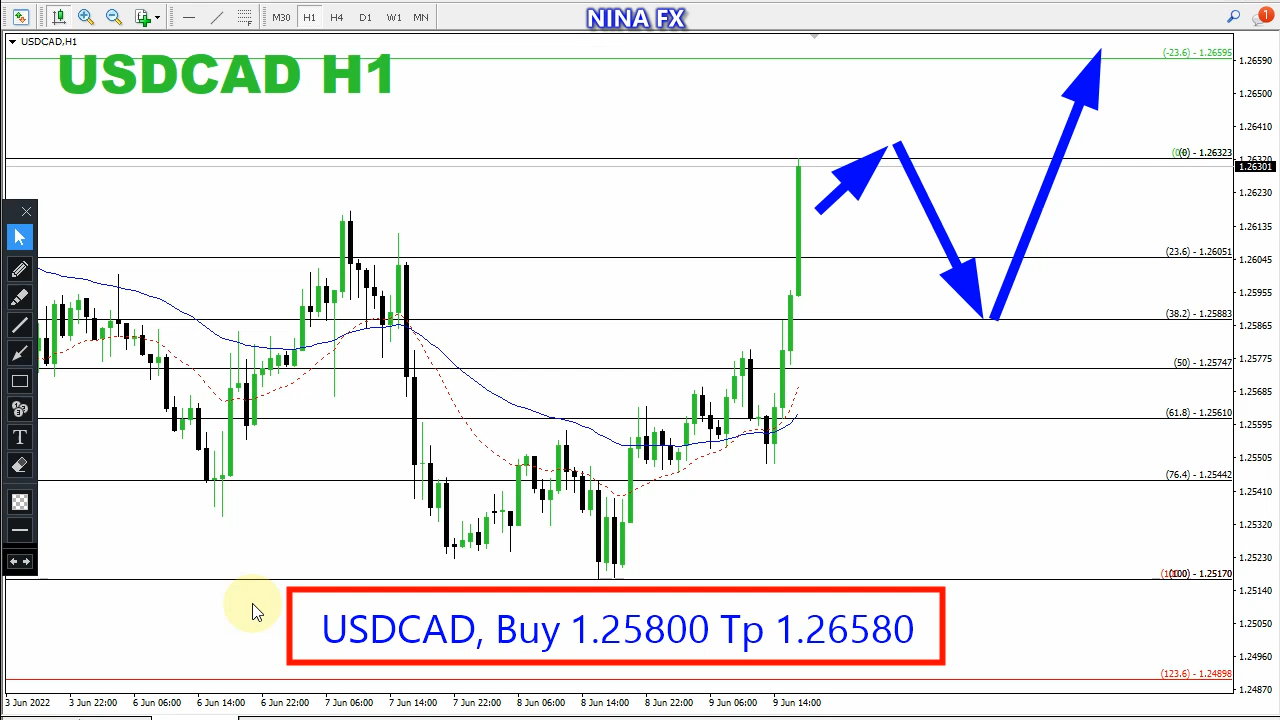 M30 H1 H4 D1 W1 MN
NINA FX
1
USDCAD,H1
USDCAD H1
(-23.6) - 1.26595
1.26590
1.26500
1.26410
(0) - 1.26323
1.26320
1.26301
1.26230
1.26135
(23.6) - 1.26051
1.26045
1.25955
(38.2) - 1.25883
1.25865
1.25775
(50) - 1.25747
1.25685
(61.8) - 1.25610
1.25595
1.25505
(76.4) - 1.25442
1.25410
1.25320
1.25230
(100) - 1.25170
1.25140
USDCAD, Buy 1.25800 Tp 1.26580
1.25050
1.24960
(123.6) - 1.24898
1.24870
3 Jun 2022 3 Jun 22:00 6 Jun 06:00 6 Jun 14:00 6 Jun 22:00 7 Jun 06:00 7 Jun 14:00 7 Jun 22:00 8 Jun 06:00 8 Jun 14:00 8 Jun 22:00 9 Jun 06:00 9 Jun 14:00